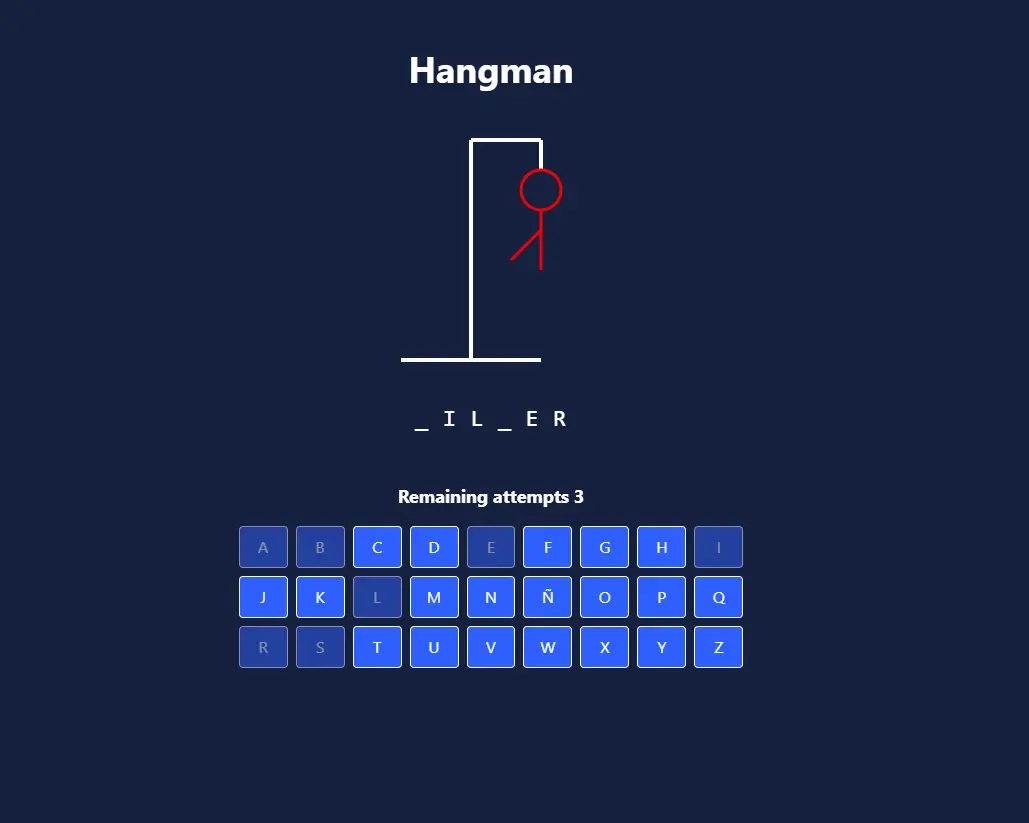 Hangman
_ I L _ E R
Remaining attempts 3
A B C D E F G H I
J K L M N Ñ O P Q
R S T U V W X Y Z